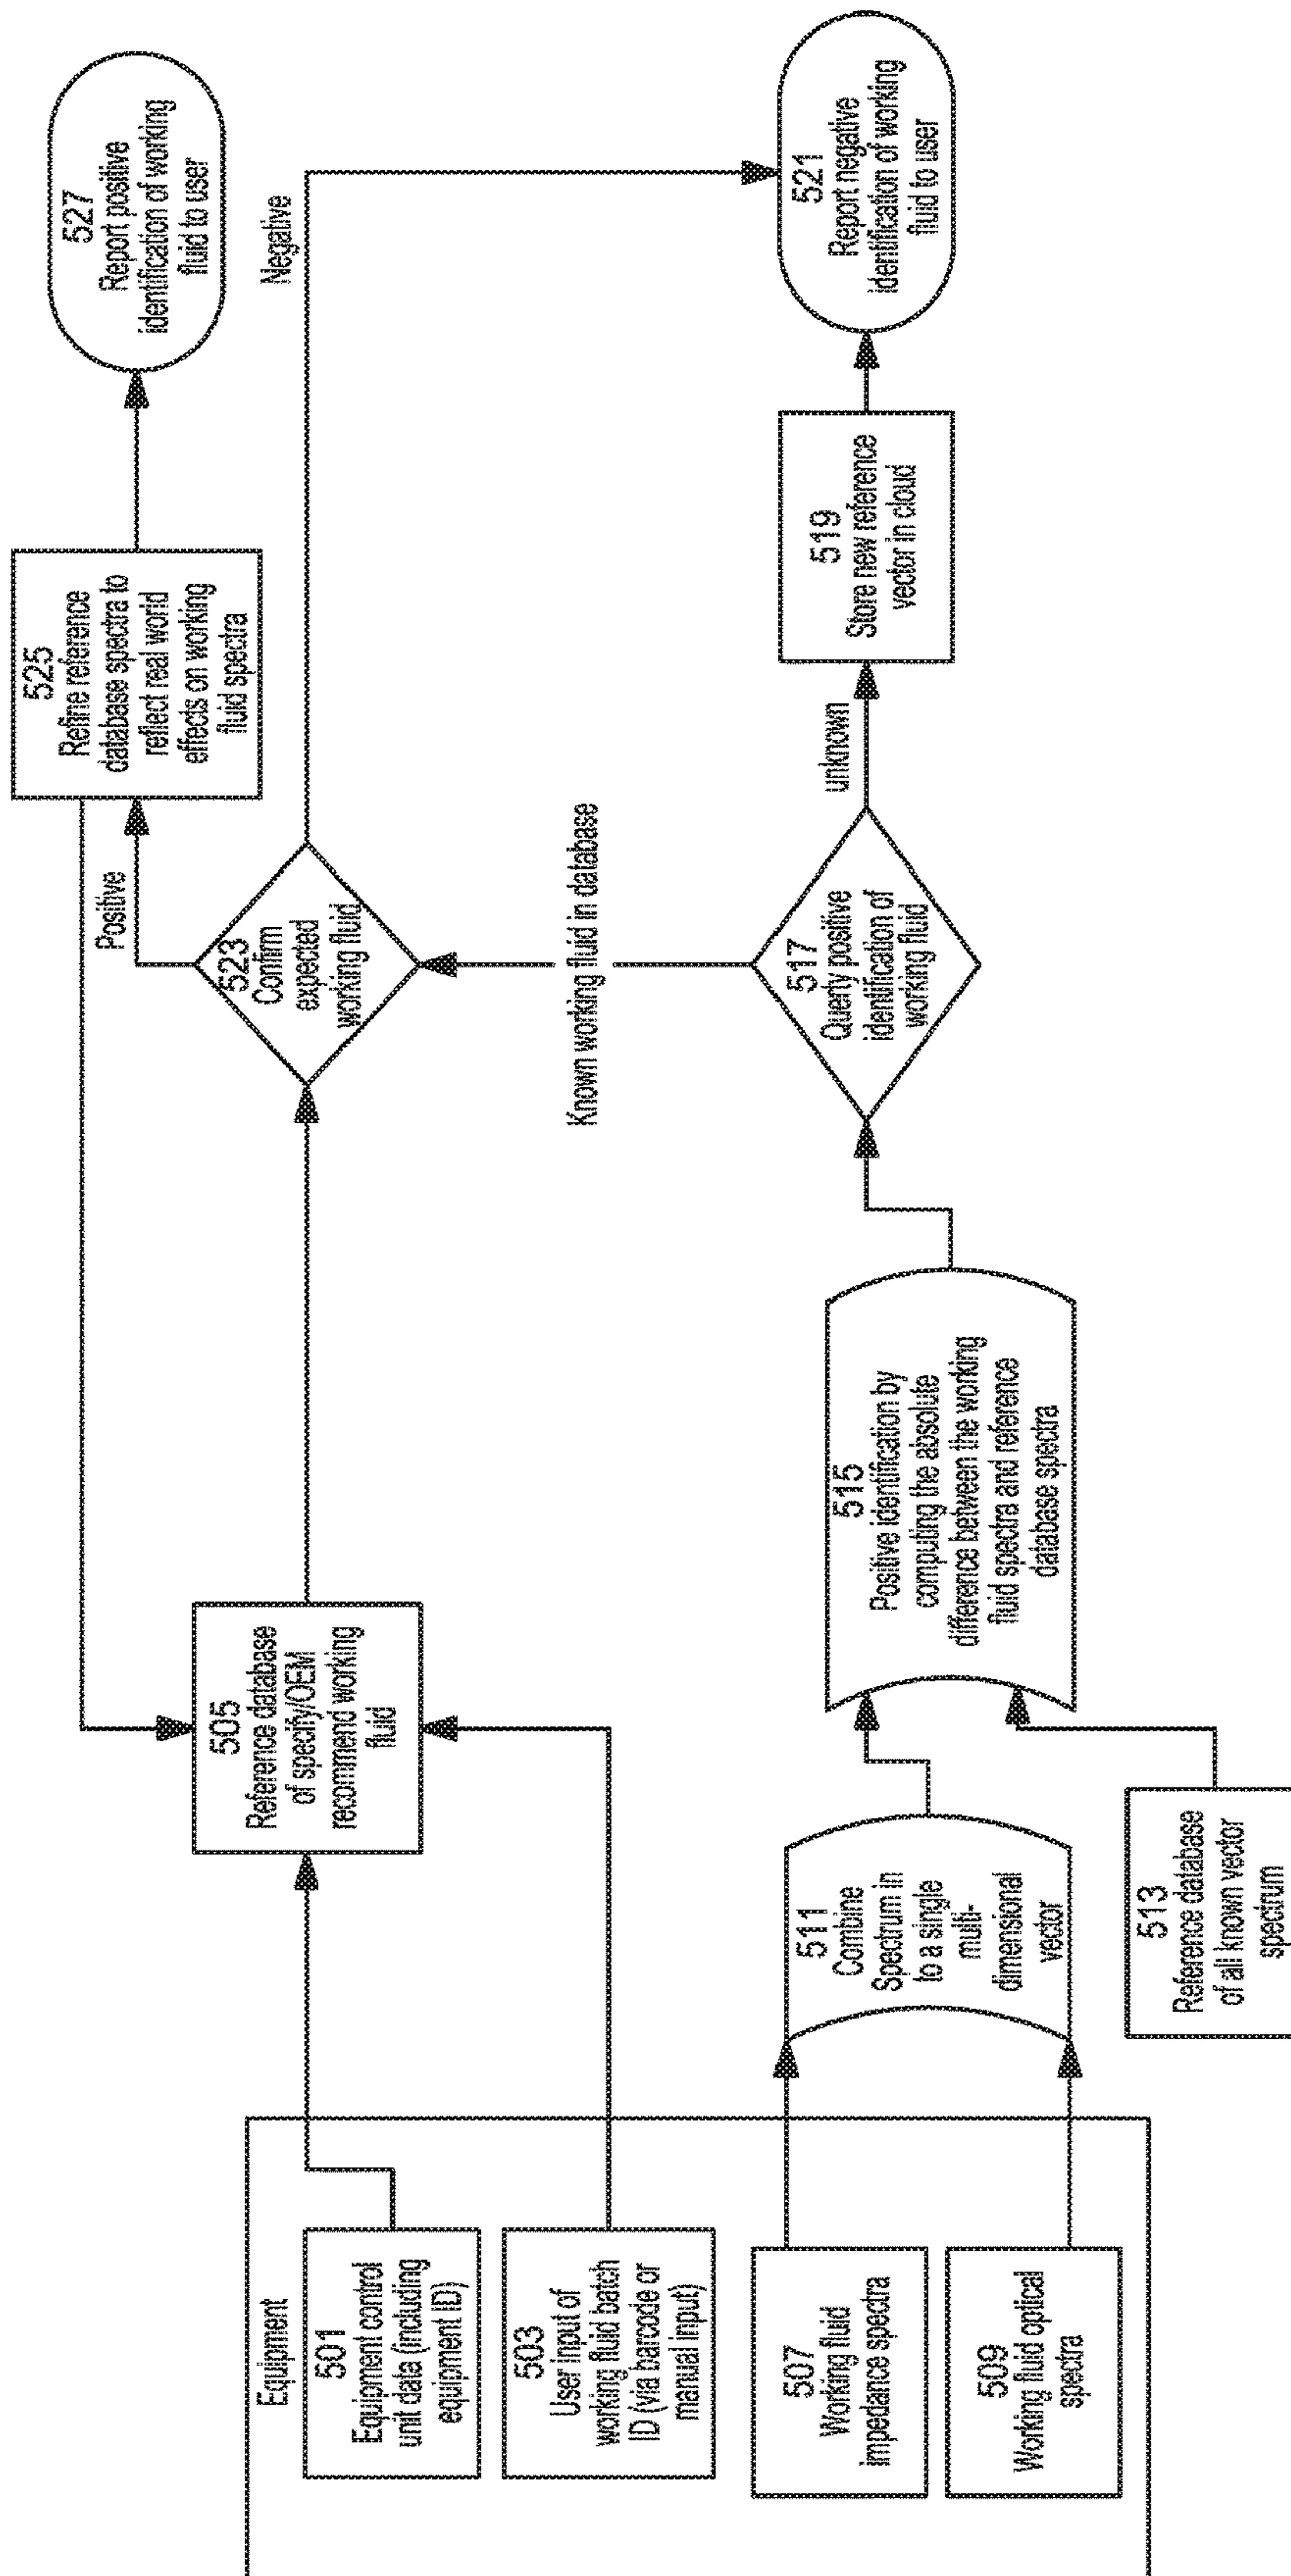 Equipment
501
Equipment control
unit data (including
equipment ID)
503
User input of
working fluid batch
ID (via barcode or
manual input)
507
Working fluid
impedance spectra
509
Working fluid optical
spectra
505
Reference database
of specify/OEM
recommend working
fluid
511
Combine
Spectrum in
to a single
multi-
dimensional
vector
513
Reference database
of all known vector
spectrum
515
Positive identification by
computing the absolute
difference between the working
fluid spectra and reference
database spectra
517
Querty positive
identification of
working fluid
Known working fluid in database
unknown
519
Store new reference
vector in cloud
521
Report negative
identification of working
fluid to user
523
Confirm
expected
working fluid
Positive
Negative
525
Refine reference
database spectra to
reflect real world
effects on working
fluid spectra
527
Report positive
identification of working
fluid to user